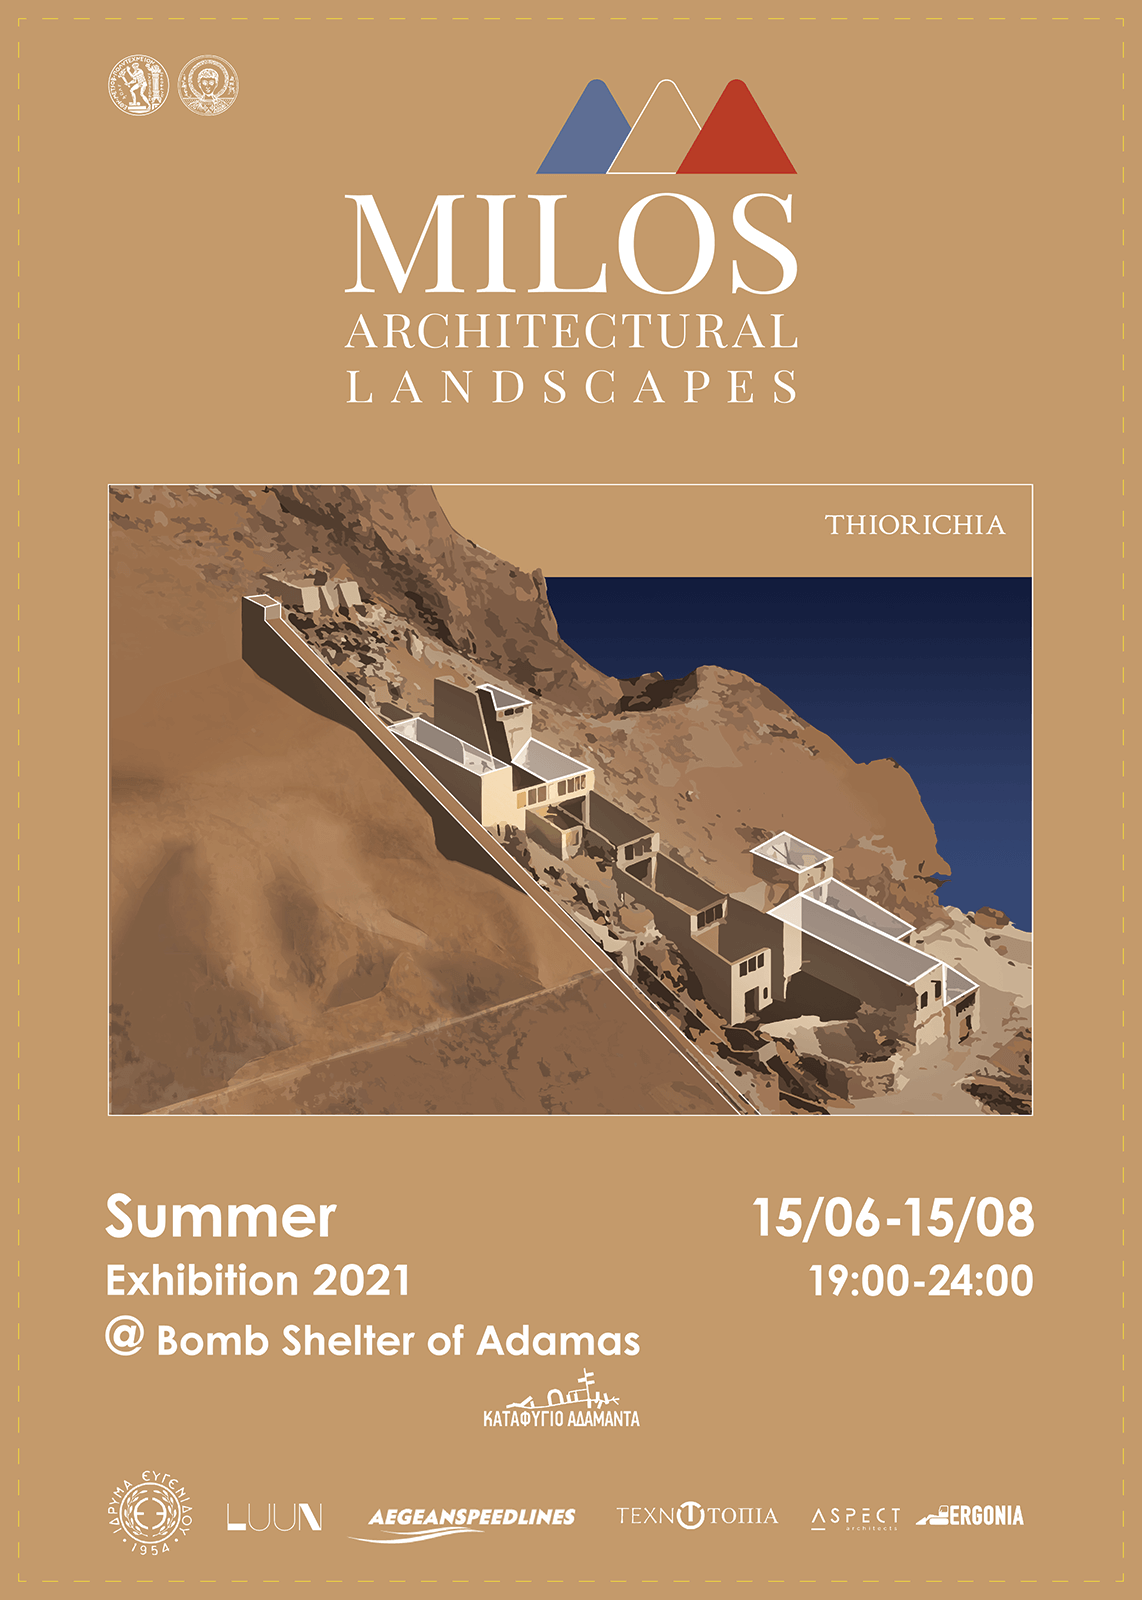 MILOS
ARCHITECTURAL
LANDSCAPES
THIORICHIA
Summer
Exhibition 2021
@ Bomb Shelter of Adamas
15/06-15/08
19:00-24:00
ΚΑΤΑΦΥΓΙΟ ΑΔΑΜΑΝΤΑ
ΙΔΡΥΜΑ ΕΥΓΕΝΙΔΟΥ
1954
LUUN
AEGEANSPEEDLINES
ΤΕΧΝΟΤΟΠΙΑ
ASPECT
architects
ERGONIA